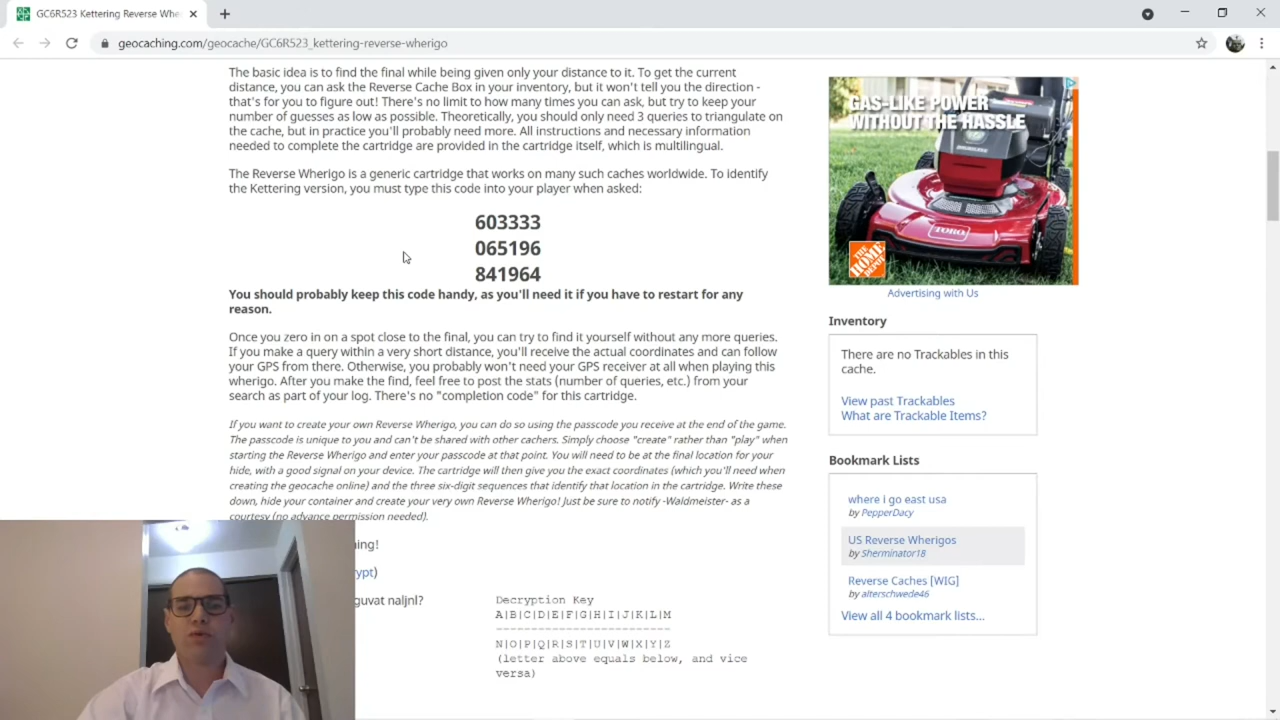 GC6R523 Kettering Reverse Whe
geocaching.com/geocache/GC6R523_kettering-reverse-wherigo
The basic idea is to find the final while being given only your distance to it. To get the current
distance, you can ask the Reverse Cache Box in your inventory, but it won't tell you the direction -
that's for you to figure out! There's no limit to how many times you can ask, but try to keep your
number of guesses as low as possible. Theoretically, you should only need 3 queries to triangulate on
the cache, but in practice you'll probably need more. All instructions and necessary information
needed to complete the cartridge are provided in the cartridge itself, which is multilingual.
The Reverse Wherigo is a generic cartridge that works on many such caches worldwide. To identify
the Kettering version, you must type this code into your player when asked:
603333
065196
841964
You should probably keep this code handy, as you'll need it if you have to restart for any
reason.
Once you zero in on a spot close to the final, you can try to find it yourself without any more queries.
If you make a query within a very short distance, you'll receive the actual coordinates and can follow
your GPS from there. Otherwise, you probably won't need your GPS receiver at all when playing this
wherigo. After you make the find, feel free to post the stats (number of queries, etc.) from your
search as part of your log. There's no "completion code" for this cartridge.
If you want to create your own Reverse Wherigo, you can do so using the passcode you receive at the end of the game.
The passcode is unique to you and can't be shared with other cachers. Simply choose "create" rather than "play" when
starting the Reverse Wherigo and enter your passcode at that point. You will need to be at the final location for your
hide, with a good signal on your device. The cartridge will then give you the exact coordinates (which you'll need when
creating the geocache online) and the three six-digit sequences that identify that location in the cartridge. Write these
down, hide your container and create your very own Reverse Wherigo! Just be sure to notify -Waldmeister- as a
courtesy (no advance permission needed).
ing!
ypt)
guvat naljnl?
Decryption Key
A|B|C|D|E|F|G|H|I|J|K|L|M
-------------------------
N|O|P|Q|R|S|T|U|V|W|X|Y|Z
(letter above equals below, and vice
versa)
GAS-LIKE POWER
WITHOUT THE HASSLE
TORO
THE HOME DEPOT
Advertising with Us
Inventory
There are no Trackables in this
cache.
View past Trackables
What are Trackable Items?
Bookmark Lists
where i go east usa
by PepperDacy
US Reverse Wherigos
by Sherminator18
Reverse Caches [WIG]
by alterschwede46
View all 4 bookmark lists...